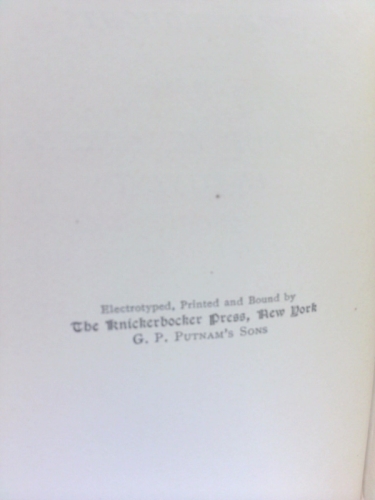 Electrotyped, Printed and Bound by
The Knickerbocker Press, New York
G. P. PUTNAM'S SONS